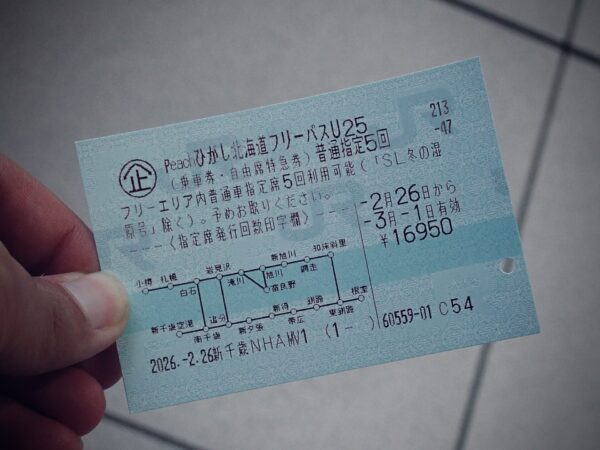 213
-47
Peachひがし北海道フリーパスU25
企
(乗車券・自由席特急券) 普通指定5回
フリーエリア内普通車指定席5回利用可能(「SL冬の湿
原号」除く)。予めお取りください。
----〈指定席発行回数印字欄〉----
-2月26日から
-3月-1日有効
¥16950
小樽 札幌 岩見沢 新旭川 知床斜里
白石 滝川 旭川 網走
富良野
新千歳空港 追分 新得 釧路 根室
南千歳 新夕張 帯広 東釧路
2026.-2.26新千歳NHAMV1 (1- ) 60559-01 C54